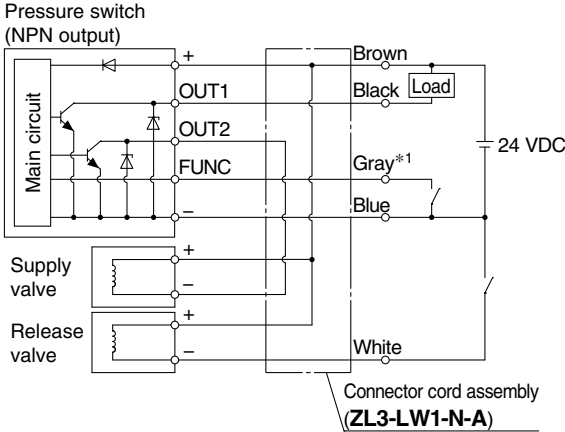 Pressure switch
(NPN output)
Main circuit
+
OUT1
OUT2
FUNC
−
Brown
Black
Load
Gray*1
Blue
24 VDC
Supply
valve
+
−
Release
valve
+
−
White
Connector cord assembly
(ZL3-LW1-N-A)